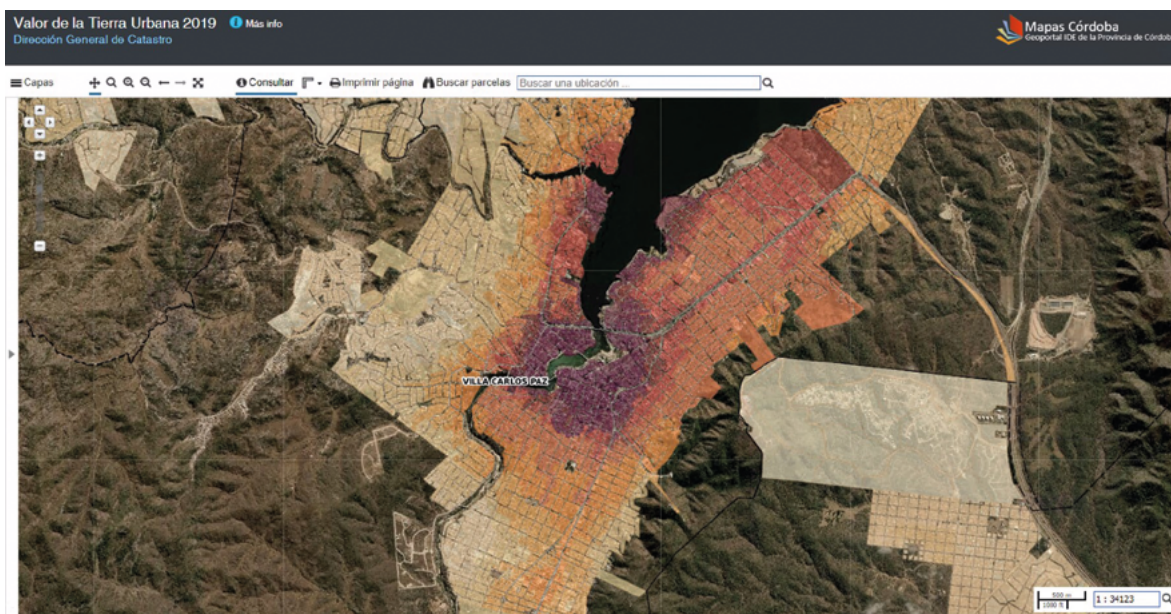 Valor de la Tierra Urbana 2019 Más info
Dirección General de Catastro
Mapas Córdoba
Geoportal IDE de la Provincia de Córdoba
Capas Consultar Imprimir página Buscar parcelas Buscar una ubicación ...
VILLA CARLOS PAZ
500 m
1000 ft
1 : 34123